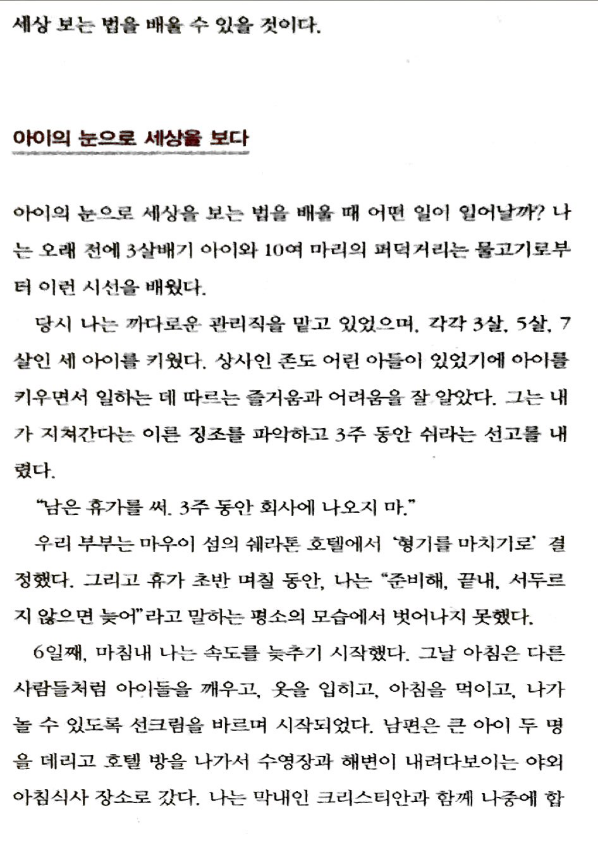 세상 보는 법을 배울 수 있을 것이다.
아이의 눈으로 세상을 보다
아이의 눈으로 세상을 보는 법을 배울 때 어떤 일이 일어날까? 나
는 오래 전에 3살배기 아이와 10여 마리의 퍼덕거리는 물고기로부
터 이런 시선을 배웠다.
당시 나는 까다로운 관리직을 맡고 있었으며, 각각 3살, 5살, 7
살인 세 아이를 키웠다. 상사인 존도 어린 아들이 있었기에 아이를
키우면서 일하는 데 따르는 즐거움과 어려움을 잘 알았다. 그는 내
가 지쳐간다는 이른 징조를 파악하고 3주 동안 쉬라는 선고를 내
렸다.
“남은 휴가를 써. 3주 동안 회사에 나오지 마.”
우리 부부는 마우이 섬의 쉐라톤 호텔에서 ‘형기를 마치기로’ 결
정했다. 그리고 휴가 초반 며칠 동안, 나는 “준비해, 끝내, 서두르
지 않으면 늦어”라고 말하는 평소의 모습에서 벗어나지 못했다.
6일째, 마침내 나는 속도를 늦추기 시작했다. 그날 아침은 다른
사람들처럼 아이들을 깨우고, 옷을 입히고, 아침을 먹이고, 나가
놀 수 있도록 선크림을 바르며 시작되었다. 남편은 큰 아이 두 명
을 데리고 호텔 방을 나가서 수영장과 해변이 내려다보이는 야외
아침식사 장소로 갔다. 나는 막내인 크리스티안과 함께 나중에 합